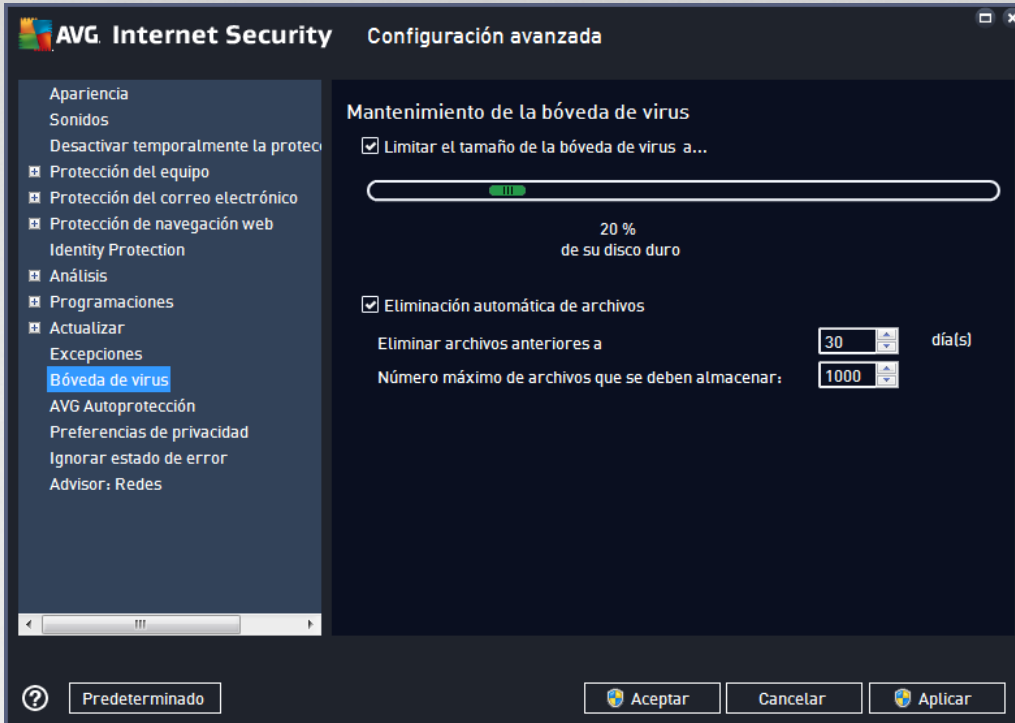 AVG. Internet Security Configuración avanzada
Apariencia
Sonidos
Desactivar temporalmente la protec
Protección del equipo
Protección del correo electrónico
Protección de navegación web
Identity Protection
Análisis
Programaciones
Actualizar
Excepciones
Bóveda de virus
AVG Autoprotección
Preferencias de privacidad
Ignorar estado de error
Advisor: Redes
Mantenimiento de la bóveda de virus
Limitar el tamaño de la bóveda de virus a...
20 %
de su disco duro
Eliminación automática de archivos
Eliminar archivos anteriores a 30 día(s)
Número máximo de archivos que se deben almacenar: 1000
? Predeterminado Aceptar Cancelar Aplicar